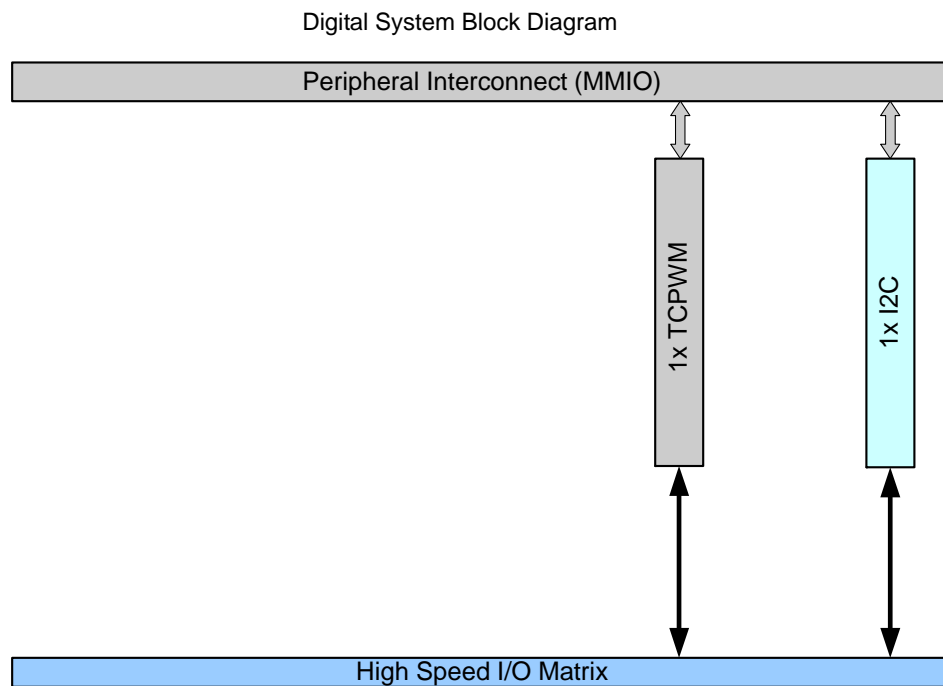 Digital System Block Diagram
Peripheral Interconnect (MMIO)
1x TCPWM
1x I2C
High Speed I/O Matrix